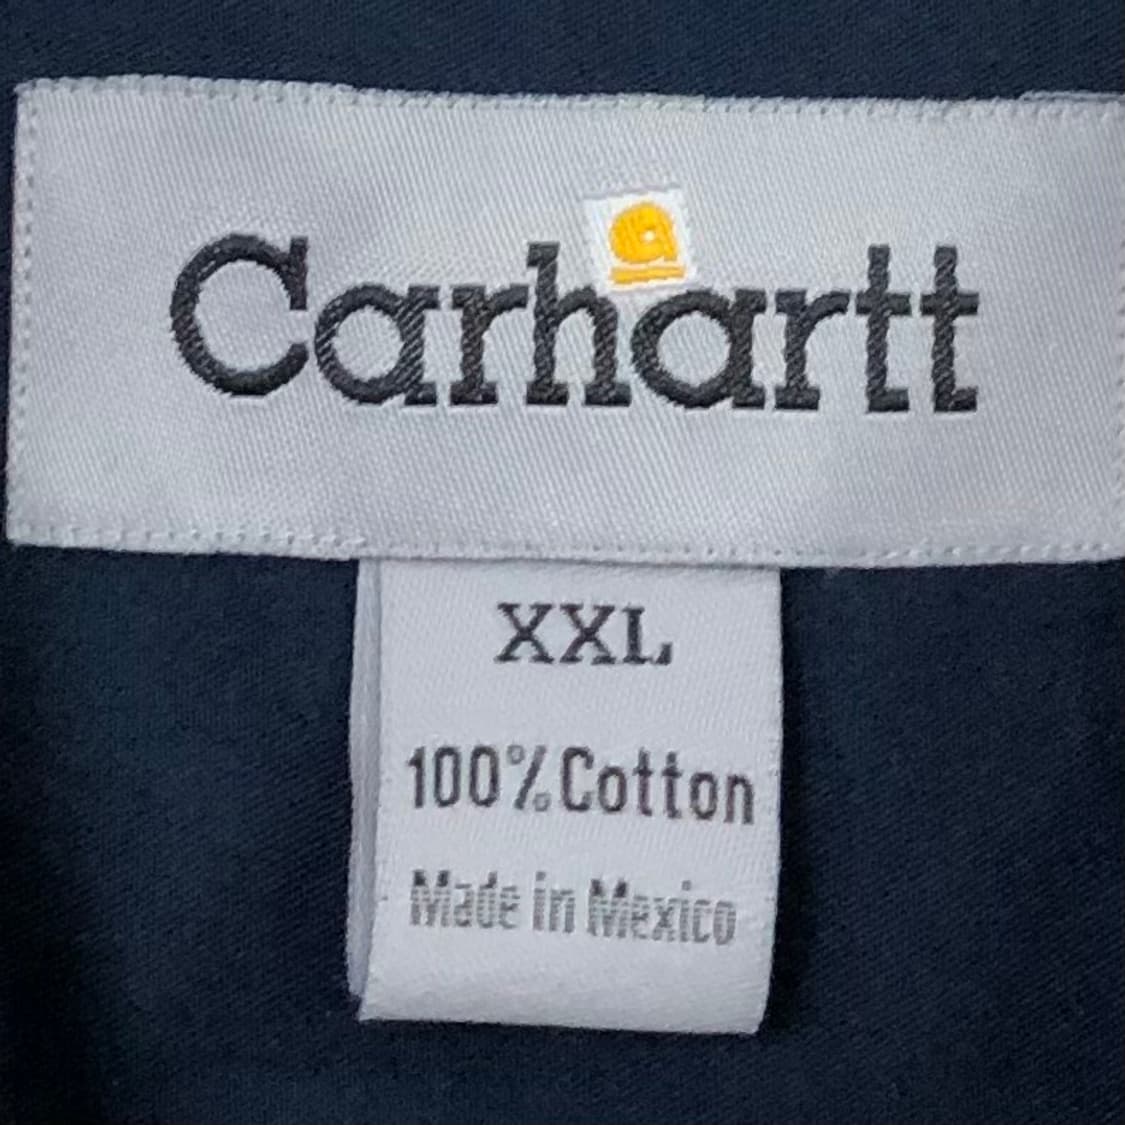 Carhartt
XXL
100% Cotton
Made in Mexico